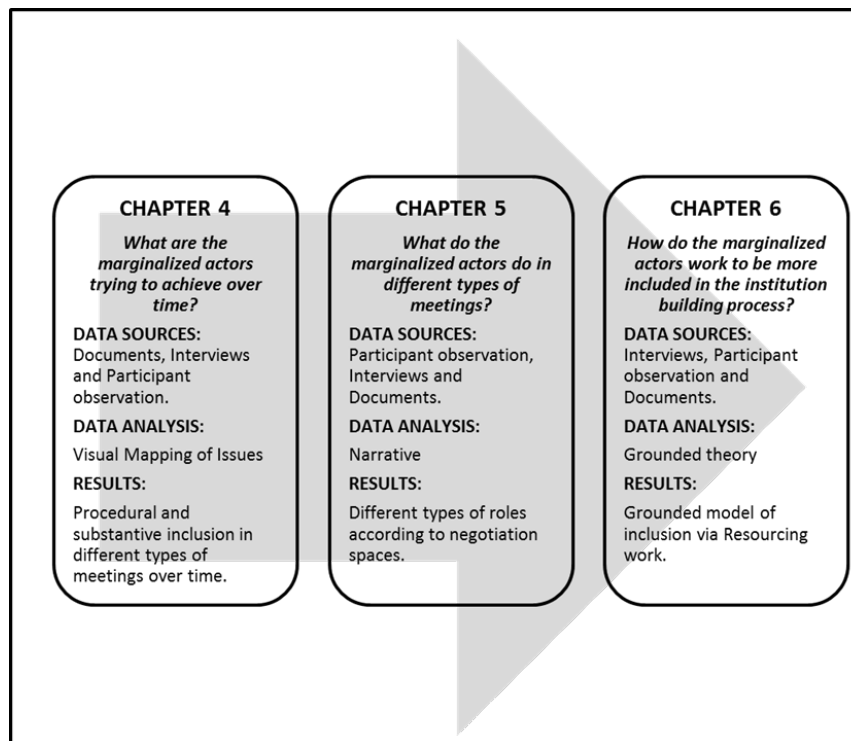 CHAPTER 4
What are the
marginalized actors
trying to achieve over
time?
DATA SOURCES:
Documents, Interviews
and Participant
observation.
DATA ANALYSIS:
Visual Mapping of Issues
RESULTS:
Procedural and
substantive inclusion in
different types of
meetings over time.
CHAPTER 5
What do the
marginalized actors do in
different types of
meetings?
DATA SOURCES:
Participant observation,
Interviews and
Documents.
DATA ANALYSIS:
Narrative
RESULTS:
Different types of roles
according to negotiation
spaces.
CHAPTER 6
How do the marginalized
actors work to be more
included in the institution
building process?
DATA SOURCES:
Interviews, Participant
observation and
Documents.
DATA ANALYSIS:
Grounded theory
RESULTS:
Grounded model of
inclusion via Resourcing
work.